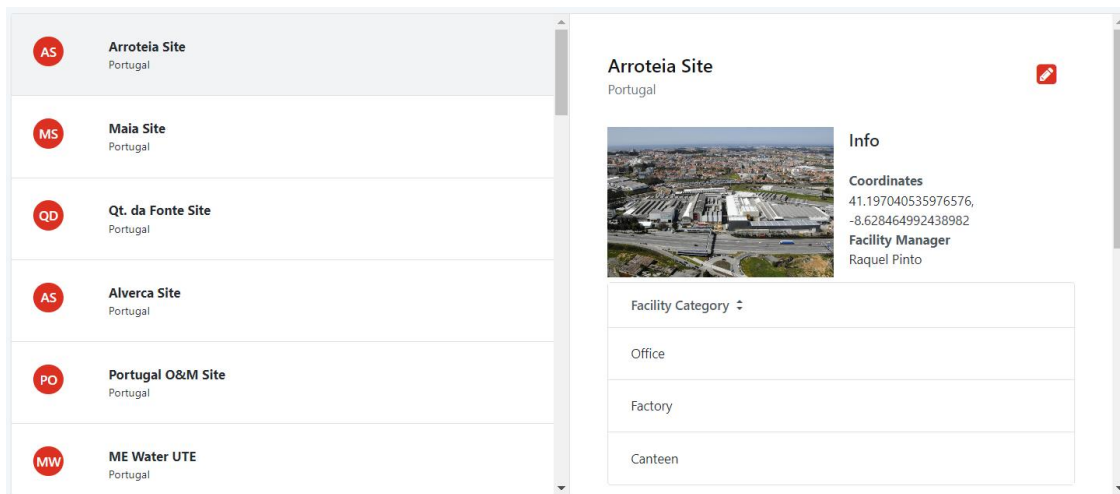 AS
Arroteia Site
Portugal
MS
Maia Site
Portugal
QD
Qt. da Fonte Site
Portugal
AS
Alverca Site
Portugal
PO
Portugal O&M Site
Portugal
MW
ME Water UTE
Portugal
Arroteia Site
Portugal
Info
Coordinates
41.197040535976576,
-8.628464992438982
Facility Manager
Raquel Pinto
Facility Category
Office
Factory
Canteen